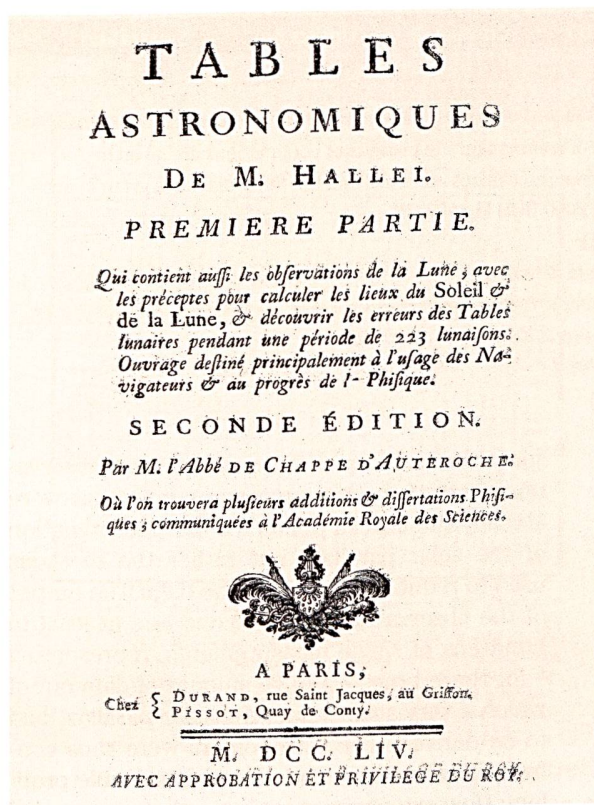 TABLES
ASTRONOMIQUES
DE M. HALLEI.
PREMIERE PARTIE.
Qui contient auſſi les obſervations de la Lune ; avec
les préceptes pour calculer les lieux du Soleil &
de la Lune, & découvrir les erreurs des Tables
lunaires pendant une période de 223 lunaiſons.
Ouvrage deſtiné principalement à l'uſage des Na-
vigateurs & au progrès de l- Phiſique.
SECONDE ÉDITION.
Par M. l'Abbé DE CHAPPE D'AUTEROCHE.
Où l'on trouvera pluſieurs additions & diſſertations Phiſi-
ques ; communiquées à l'Académie Royale des Sciences.
A PARIS,
Chez { DURAND, rue Saint Jacques, au Griffon.
PISSOT, Quay de Conty.
M. DCC. LIV.
AVEC APPROBATION ET PRIVILEGE DU ROY.